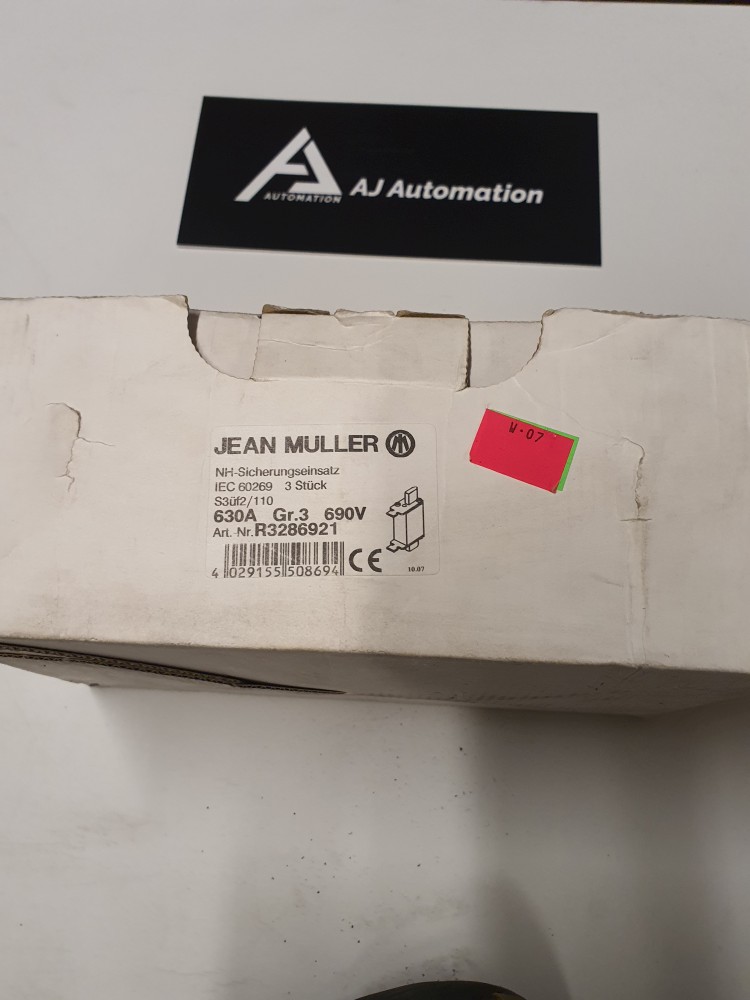 AUTOMATION
AJ Automation
JEAN MÜLLER
NH-Sicherungseinsatz
IEC 60269 3 Stück
S3üf2/110
630A Gr.3 690V
Art.-Nr.R3286921
4 029155 508694 CE
10.07
W-07